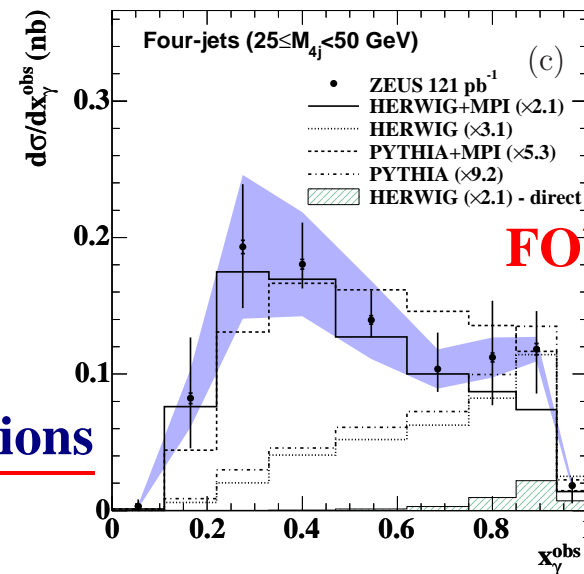 Four-jets (25≤M4j<50 GeV)
(c)
ZEUS 121 pb-1
HERWIG+MPI (×2.1)
HERWIG (×3.1)
PYTHIA+MPI (×5.3)
PYTHIA (×9.2)
HERWIG (×2.1) - direct
dσ/dxγobs (nb)
0.3
0.2
FO
0.1
ions
0
0.2
0.4
0.6
0.8
xγobs